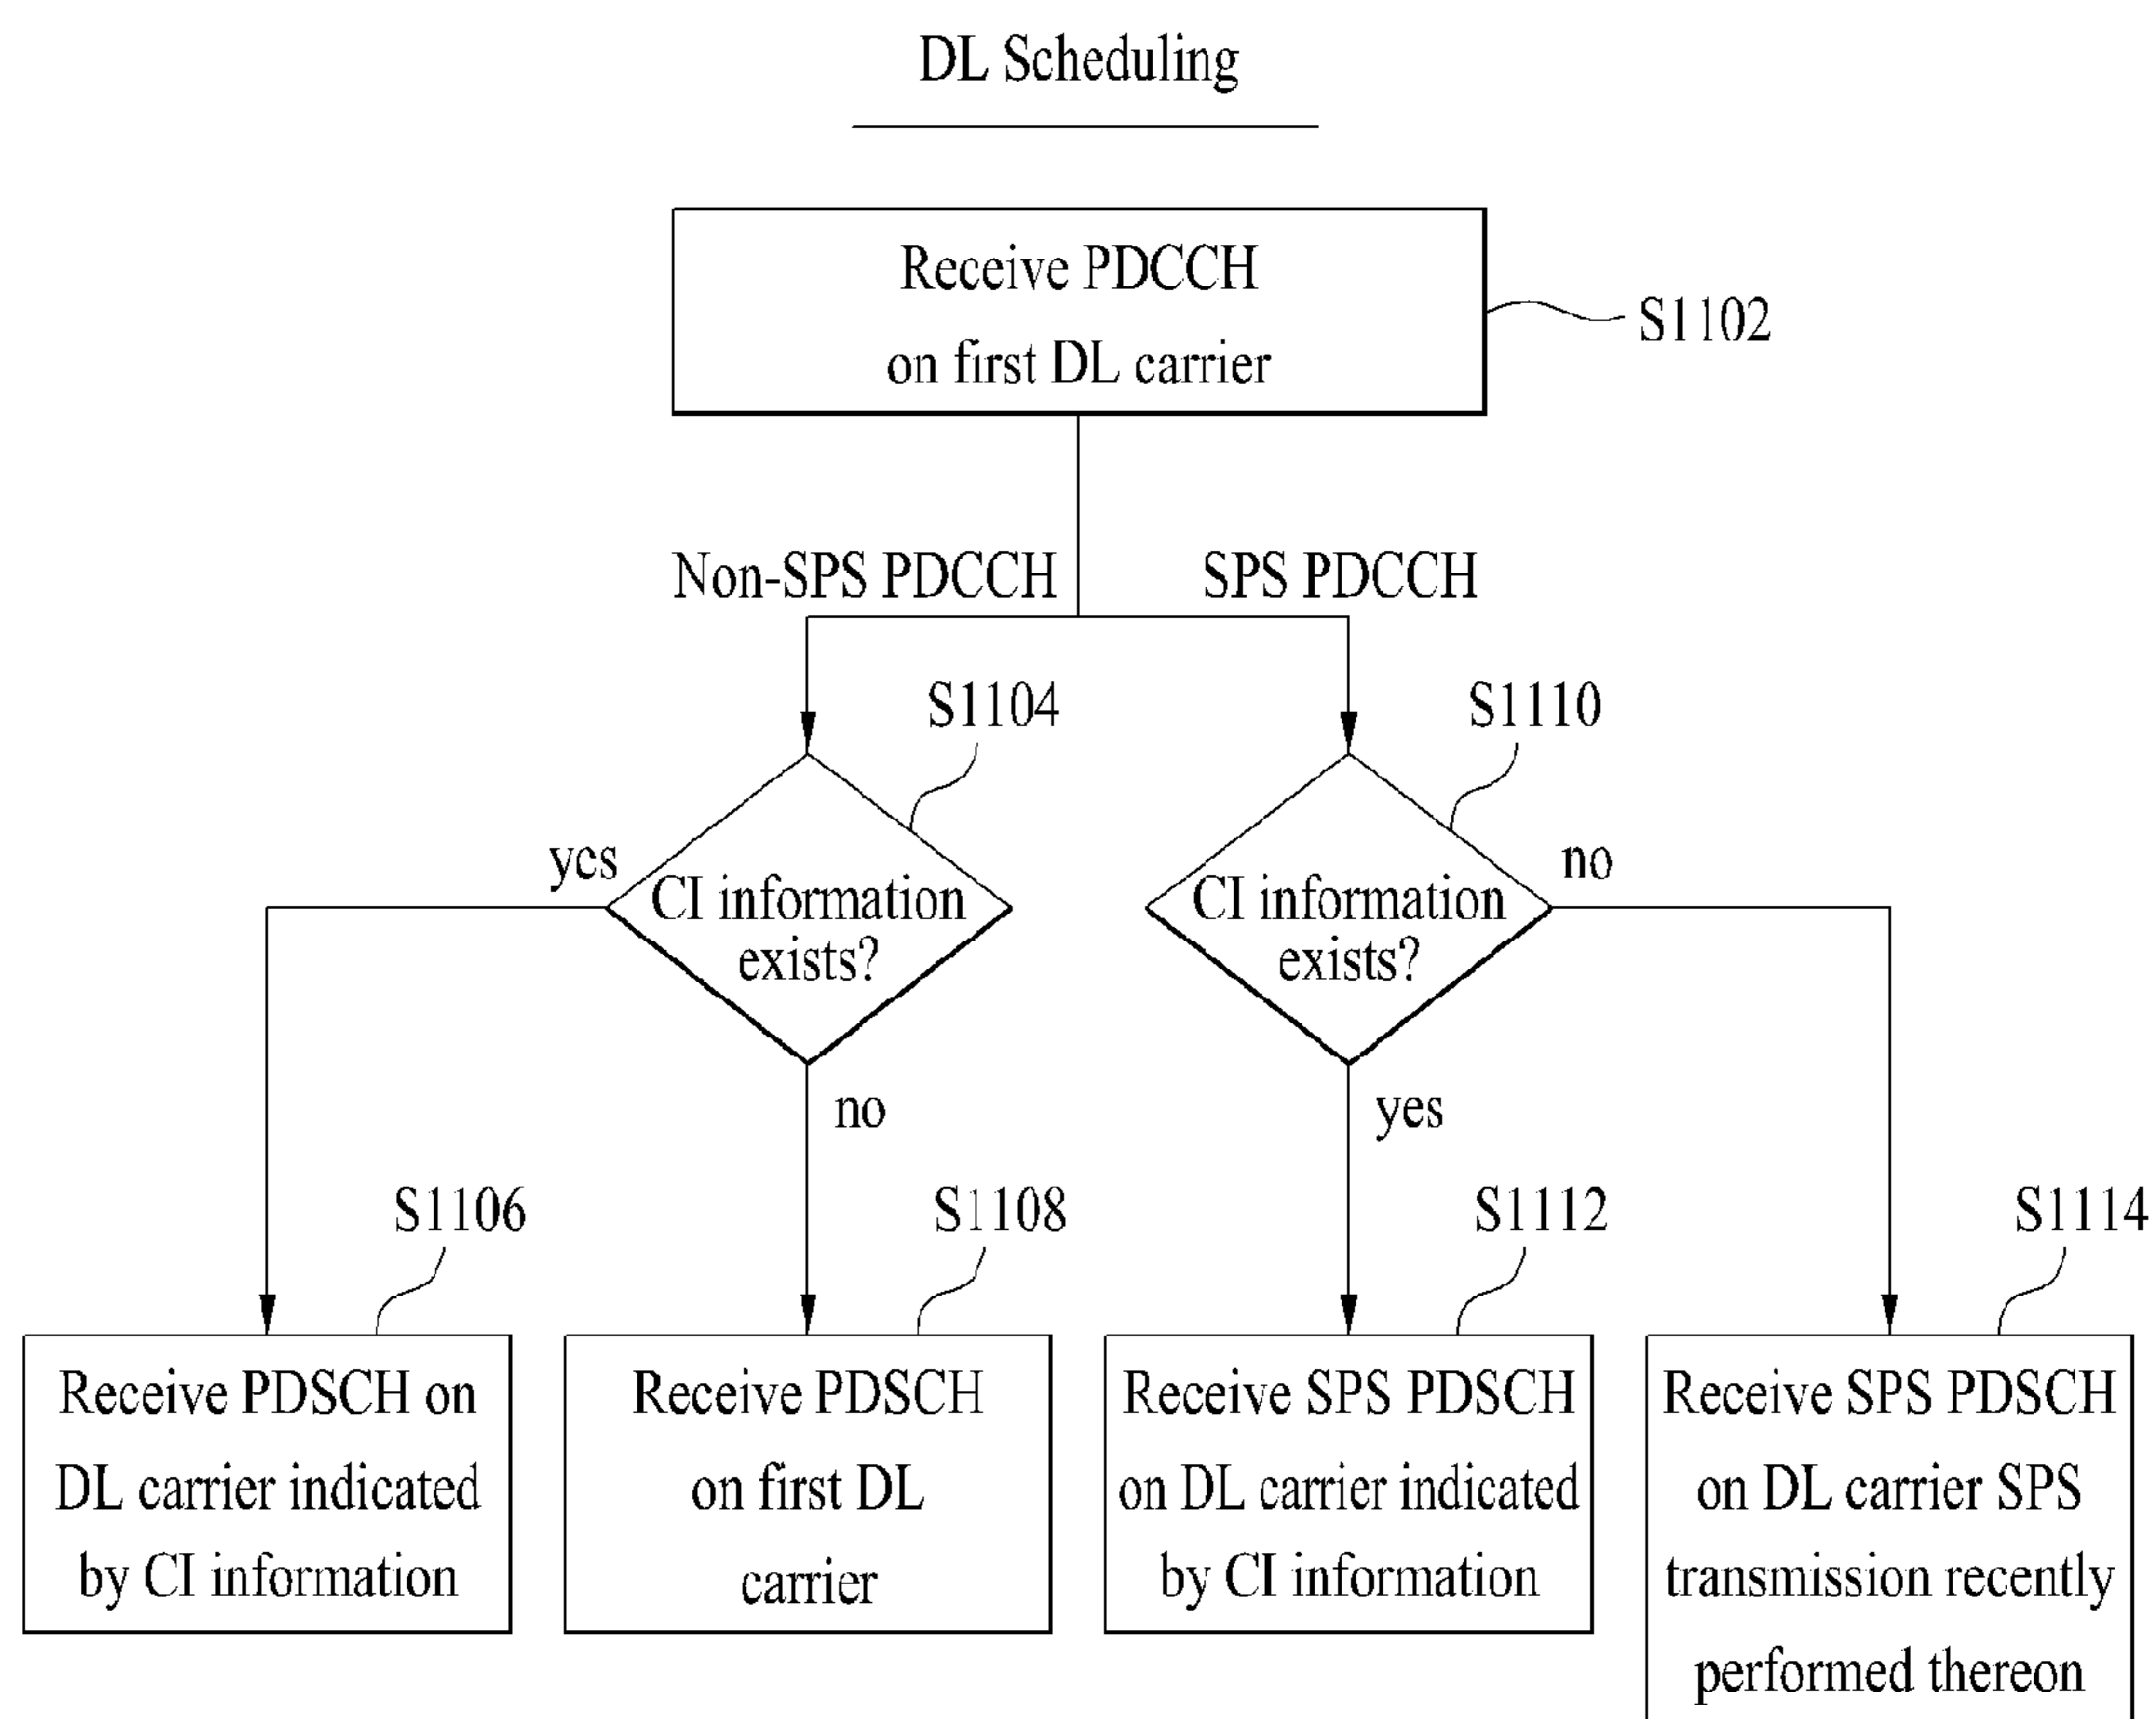 DL Scheduling
Receive PDCCH
on first DL carrier
S1102
Non-SPS PDCCH
SPS PDCCH
S1104
S1110
yes
CI information
exists?
CI information
exists?
no
no
yes
S1106
S1108
S1112
S1114
Receive PDSCH on
DL carrier indicated
by CI information
Receive PDSCH
on first DL
carrier
Receive SPS PDSCH
on DL carrier indicated
by CI information
Receive SPS PDSCH
on DL carrier SPS
transmission recently
performed thereon